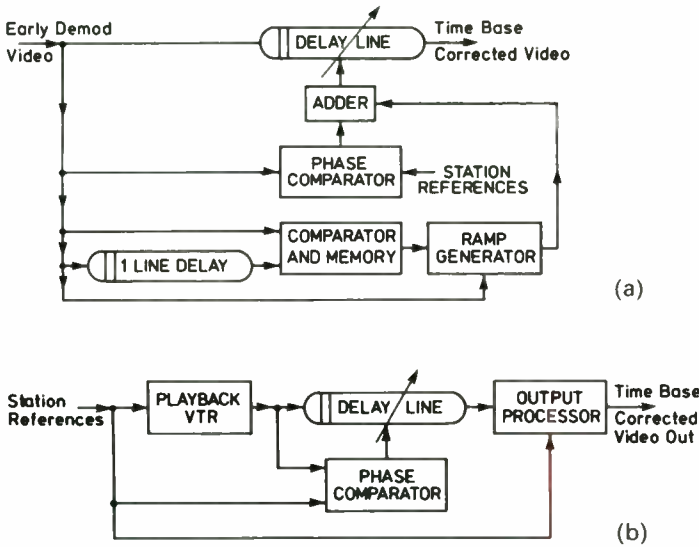 Early Demod
Video
DELAY LINE
Time Base
Corrected Video
ADDER
PHASE
COMPARATOR
STATION
REFERENCES
COMPARATOR
AND MEMORY
RAMP
GENERATOR
1 LINE DELAY
(a)
Station
References
PLAYBACK
VTR
DELAY LINE
OUTPUT
PROCESSOR
Time Base
Corrected
Video Out
PHASE
COMPARATOR
(b)